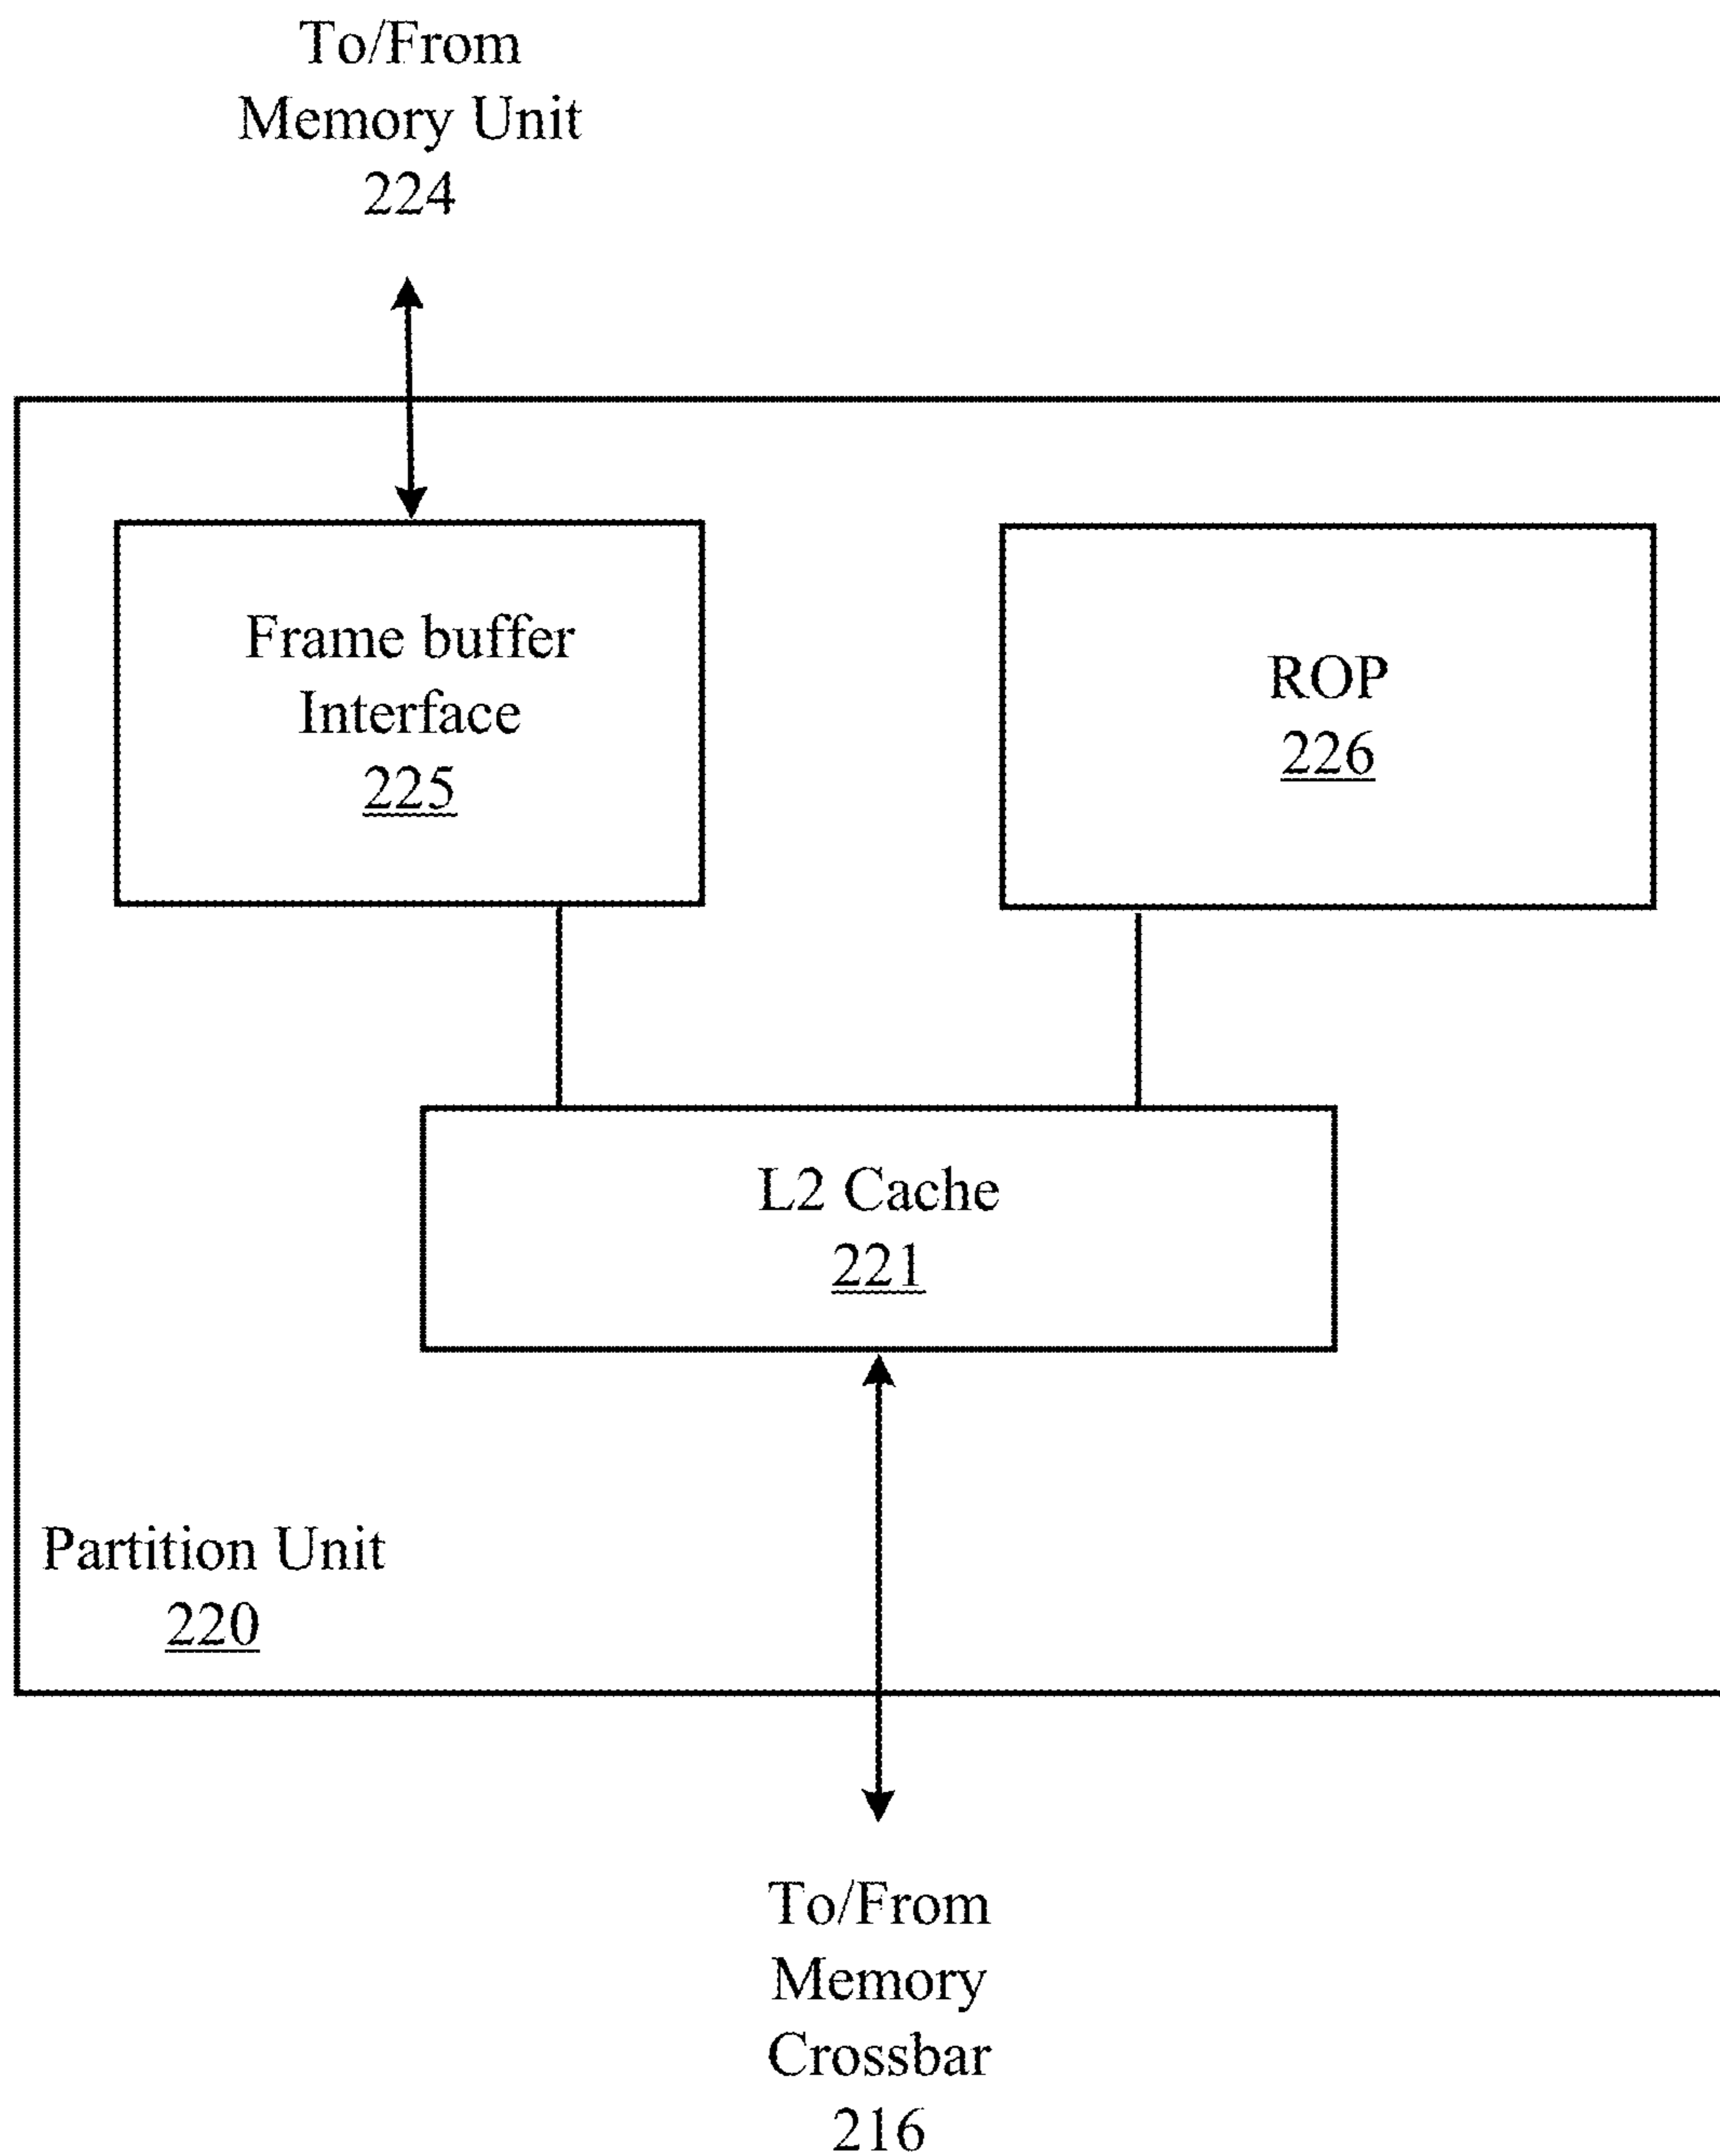 To/From
Memory Unit
224
Frame buffer
Interface
225
ROP
226
L2 Cache
221
Partition Unit
220
To/From
Memory
Crossbar
216